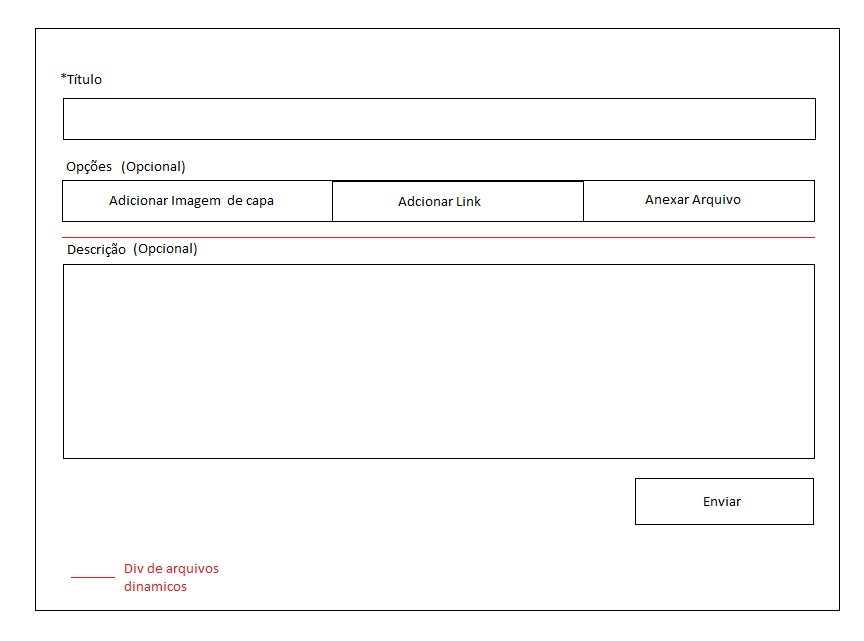 *Título
Opções (Opcional)
Adicionar Imagem de capa
Adcionar Link
Anexar Arquivo
Descrição (Opcional)
Enviar
Div de arquivos
dinamicos